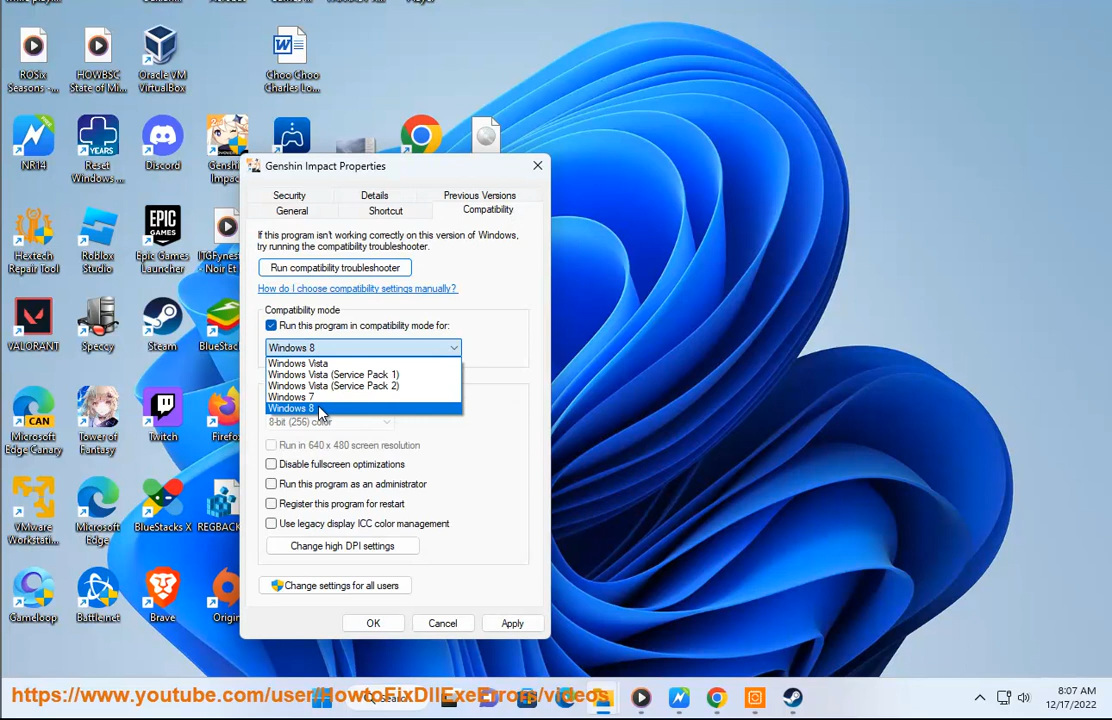 ROSix
Seasons -...
HOWBSC
State of Mi...
Oracle VM
VirtualBox
Choo Choo
Charles Lo...
NR14
Reset
Windows ...
Discord
Genshin
Impact
Hextech
Repair Tool
Roblox
Studio
Epic Games
Launcher
VALORANT
Speccy
Steam
BlueStacks
Microsoft
Edge Canary
Tower of
Fantasy
Twitch
Firefox
VMware
Workstati...
Microsoft
Edge
BlueStacks X
REGBACK
Gameloop
Battle.net
Brave
Origin
YEARS
EPIC
GAMES
CAN
Genshin Impact Properties
Security
Details
Previous Versions
General
Shortcut
Compatibility
If this program isn't working correctly on this version of Windows,
try running the compatibility troubleshooter.
Run compatibility troubleshooter
How do I choose compatibility settings manually?
Compatibility mode
Run this program in compatibility mode for:
Windows 8
Windows Vista
Windows Vista (Service Pack 1)
Windows Vista (Service Pack 2)
Windows 7
Windows 8
8-bit (256) color
Run in 640 x 480 screen resolution
Disable fullscreen optimizations
Run this program as an administrator
Register this program for restart
Use legacy display ICC color management
Change high DPI settings
Change settings for all users
OK
Cancel
Apply
https://www.youtube.com/user/HowtoFixDllExeErrors/videos
8:07 AM
12/17/2022